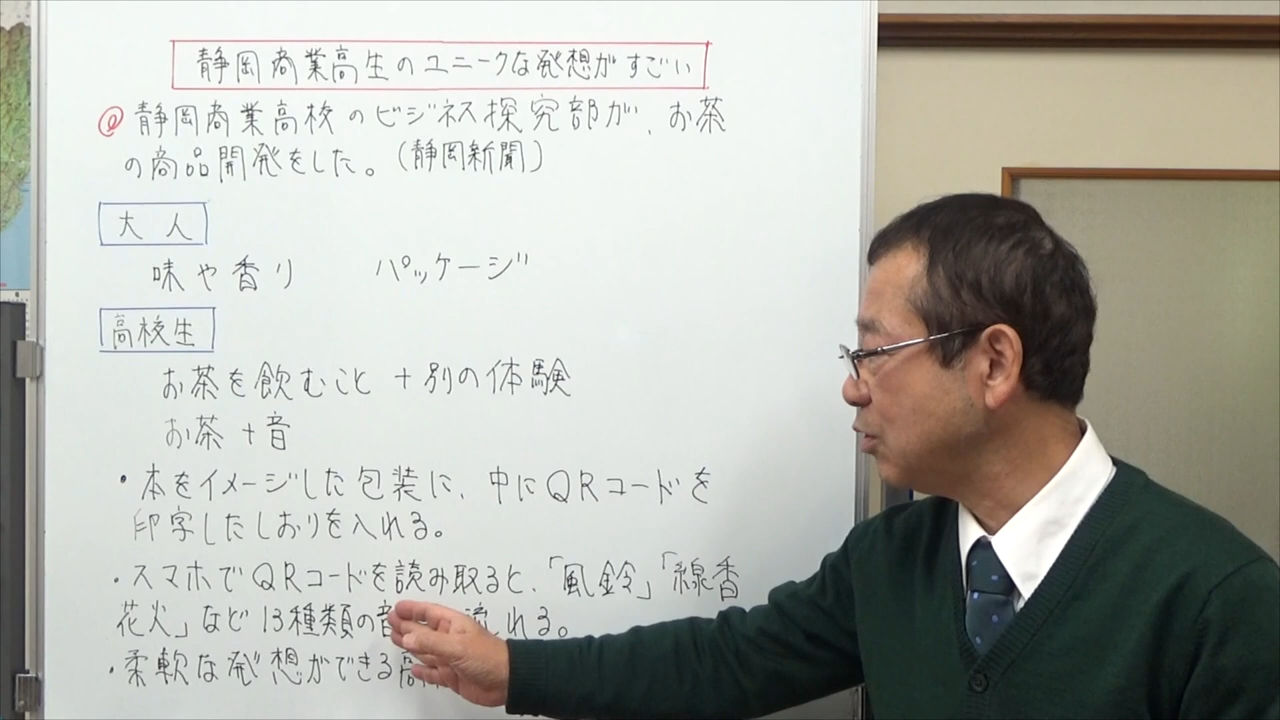 静岡商業高生のユニークな発想がすごい
@静岡商業高校のビジネス探究部が、お茶
の商品開発をした。(静岡新聞)
大人
味や香り　パッケージ
高校生
お茶を飲むこと+別の体験
お茶+音
・本をイメージした包装に、中にQRコードを
印字したしおりを入れる。
・スマホでQRコードを読み取ると、「風鈴」「線香
花火」など13種類の音 流れる。
・柔軟な発想ができる高